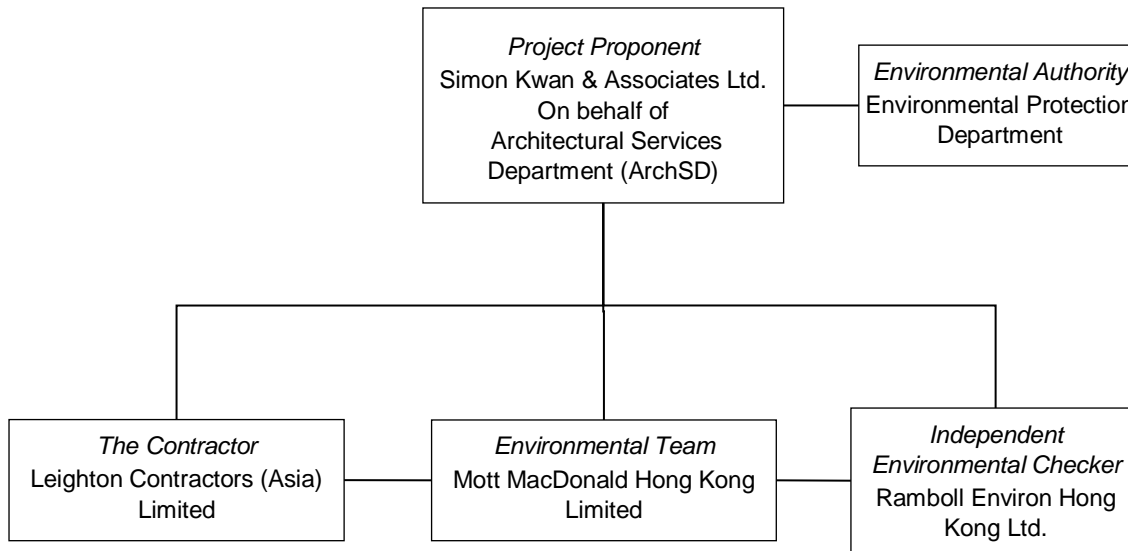 Project Proponent
Simon Kwan & Associates Ltd.
On behalf of
Architectural Services
Department (ArchSD)
Environmental Authority
Environmental Protection
Department
The Contractor
Leighton Contractors (Asia)
Limited
Environmental Team
Mott MacDonald Hong Kong
Limited
Independent
Environmental Checker
Ramboll Environ Hong
Kong Ltd.